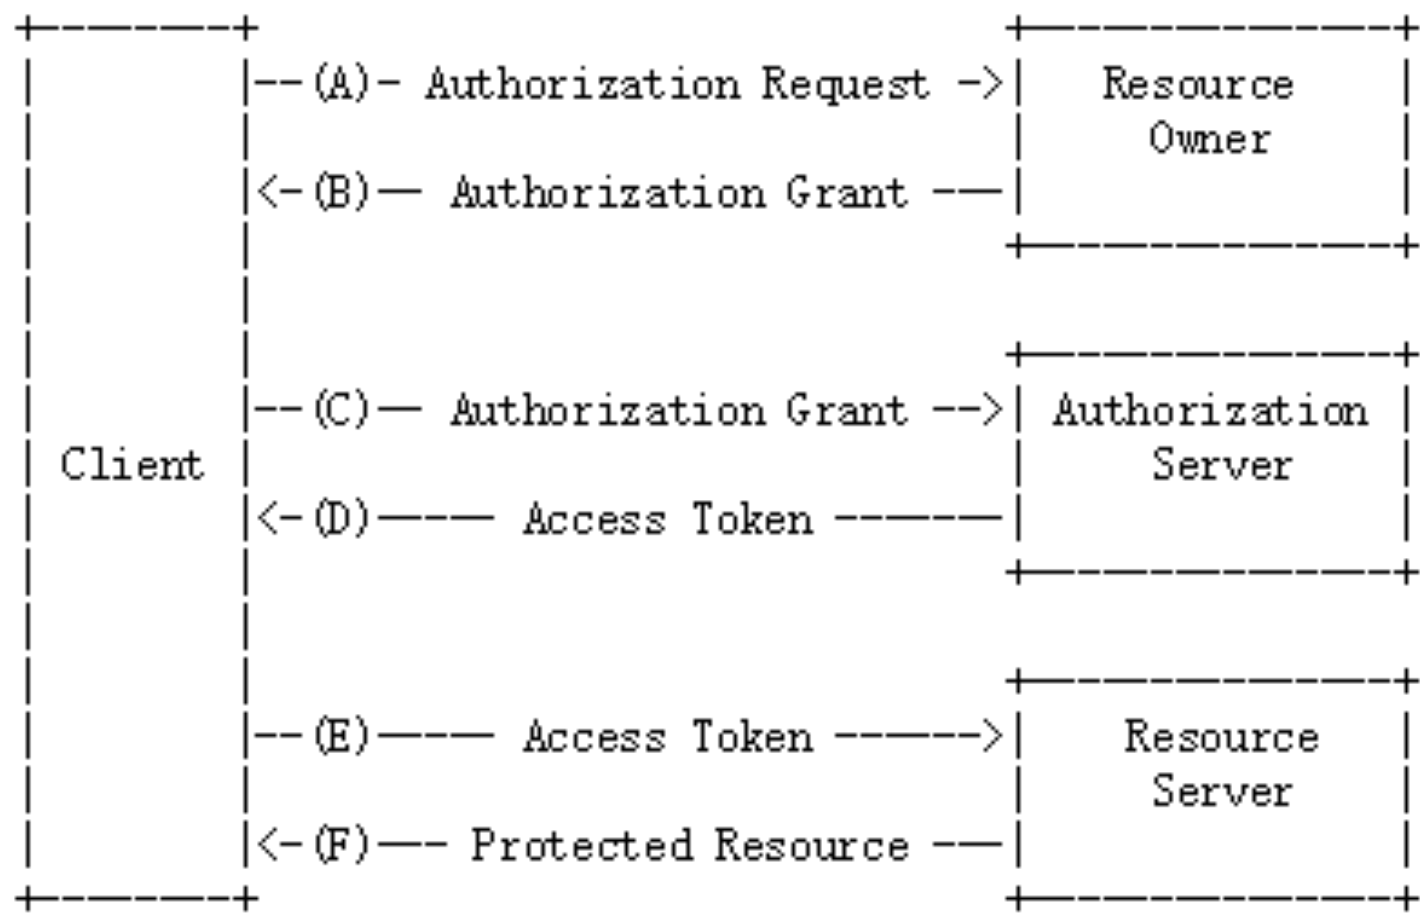 --(A)- Authorization Request -> Resource
Owner
<-(B)-- Authorization Grant ---
--(C)-- Authorization Grant --> Authorization
Client Server
<-(D)----- Access Token -------
--(E)----- Access Token ------> Resource
Server
<-(F)--- Protected Resource ---